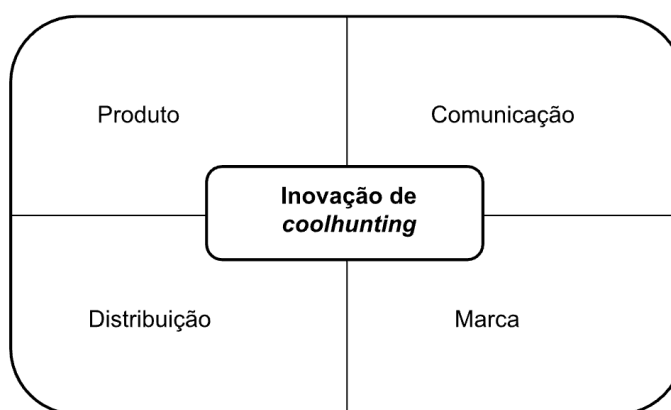 Produto
Comunicação
Inovação de
coolhunting
Distribuição
Marca